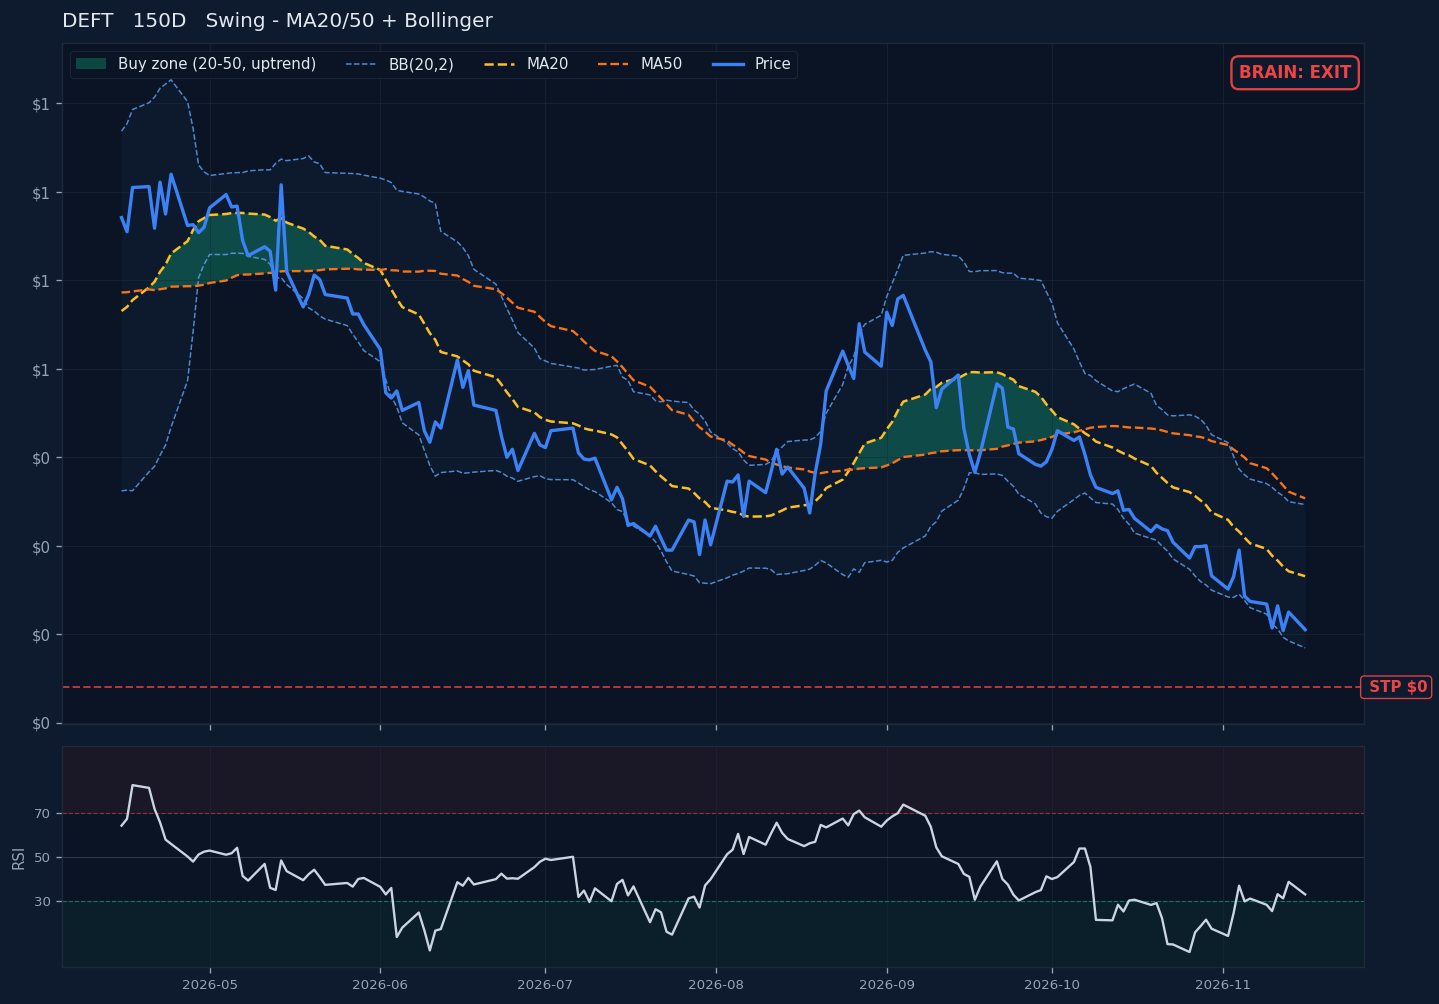 DEFT 150D Swing - MA20/50 + Bollinger
Buy zone (20-50, uptrend) BB(20,2) MA20 MA50 Price
BRAIN: EXIT
$1
$1
$1
$1
$0
$0
$0
STP $0
$0
RSI
70
50
30
2026-05 2026-06 2026-07 2026-08 2026-09 2026-10 2026-11